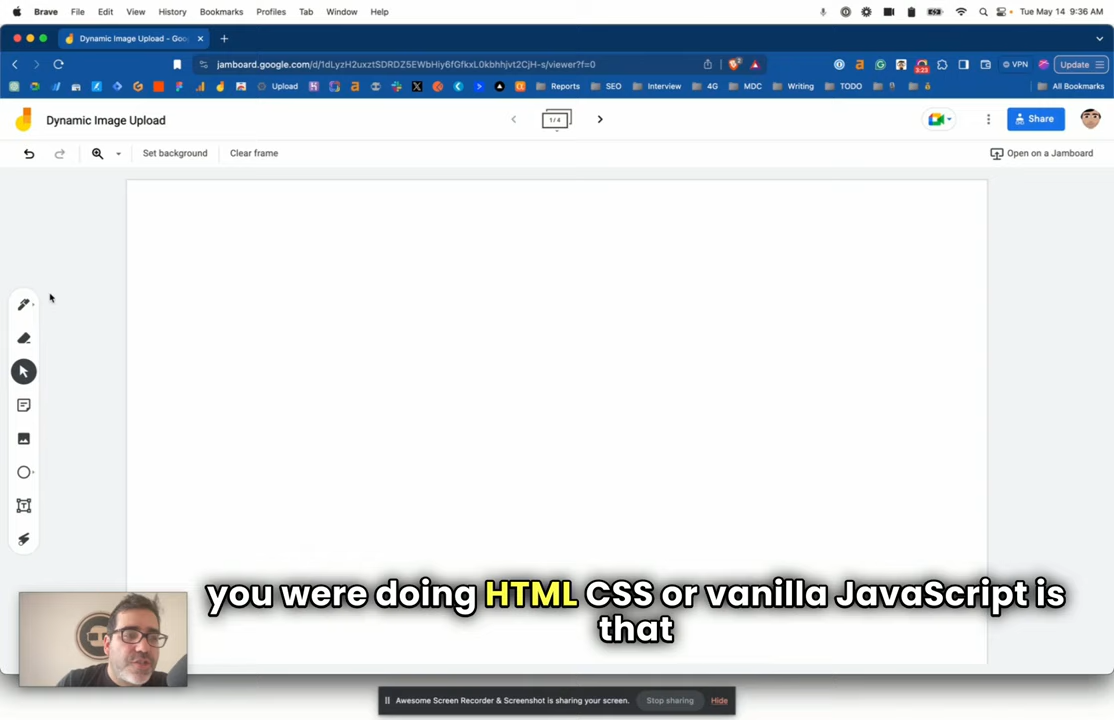 Brave File Edit View History Bookmarks Profiles Tab Window Help Tue May 14 9:36 AM
Dynamic Image Upload - Goo
jamboard.google.com/d/1dLyzH2uxztSDRDZ5EWbHiy6fGfkxL0kbhhjvt2CjH-s/viewer?f=0 VPN Update
Upload Reports SEO Interview 4G MDC Writing TODO All Bookmarks
Dynamic Image Upload 1/4 Share
Set background Clear frame Open on a Jamboard
you were doing HTML CSS or vanilla JavaScript is
that
Awesome Screen Recorder & Screenshot is sharing your screen. Stop sharing Hide